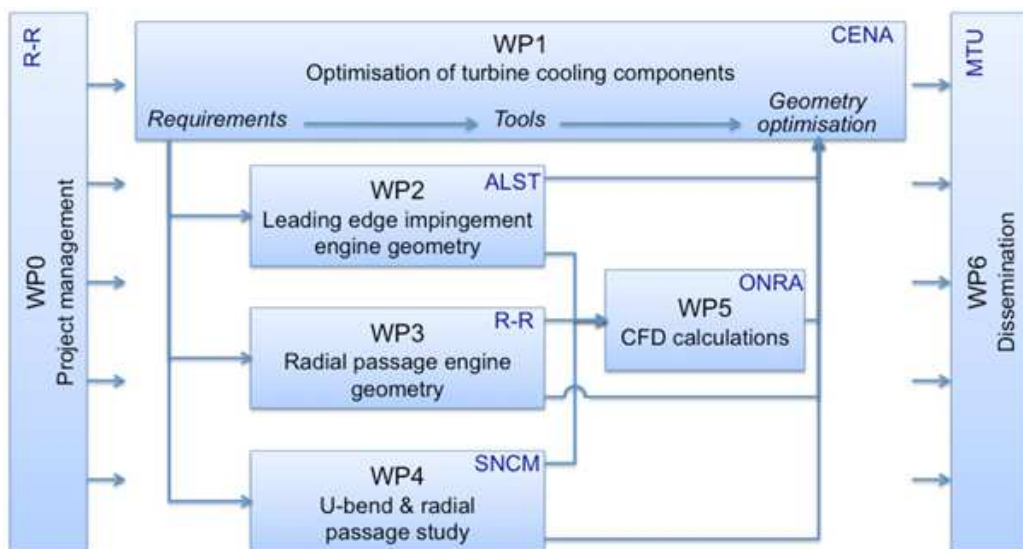 R-R
WP0
Project management
WP1
CENA
Optimisation of turbine cooling components
Requirements
Tools
Geometry
optimisation
WP2
ALST
Leading edge impingement
engine geometry
WP3
R-R
Radial passage engine
geometry
WP4
SNCM
U-bend & radial
passage study
ONRA
WP5
CFD calculations
MTU
WP6
Dissemination